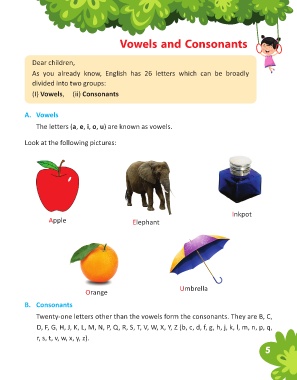 Vowels and Consonants
Dear children,
As you already know, English has 26 letters which can be broadly
divided into two groups:
(I) Vowels, (ii) Consonants
A. Vowels
The letters (a, e, i, o, u) are known as vowels.
Look at the following pictures:
Apple
Elephant
Inkpot
Orange
Umbrella
B. Consonants
Twenty-one letters other than the vowels form the consonants. They are B, C,
D, F, G, H, J, K, L, M, N, P, Q, R, S, T, V, W, X, Y, Z (b, c, d, f, g, h, j, k, l, m, n, p, q,
r, s, t, v, w, x, y, z).
5